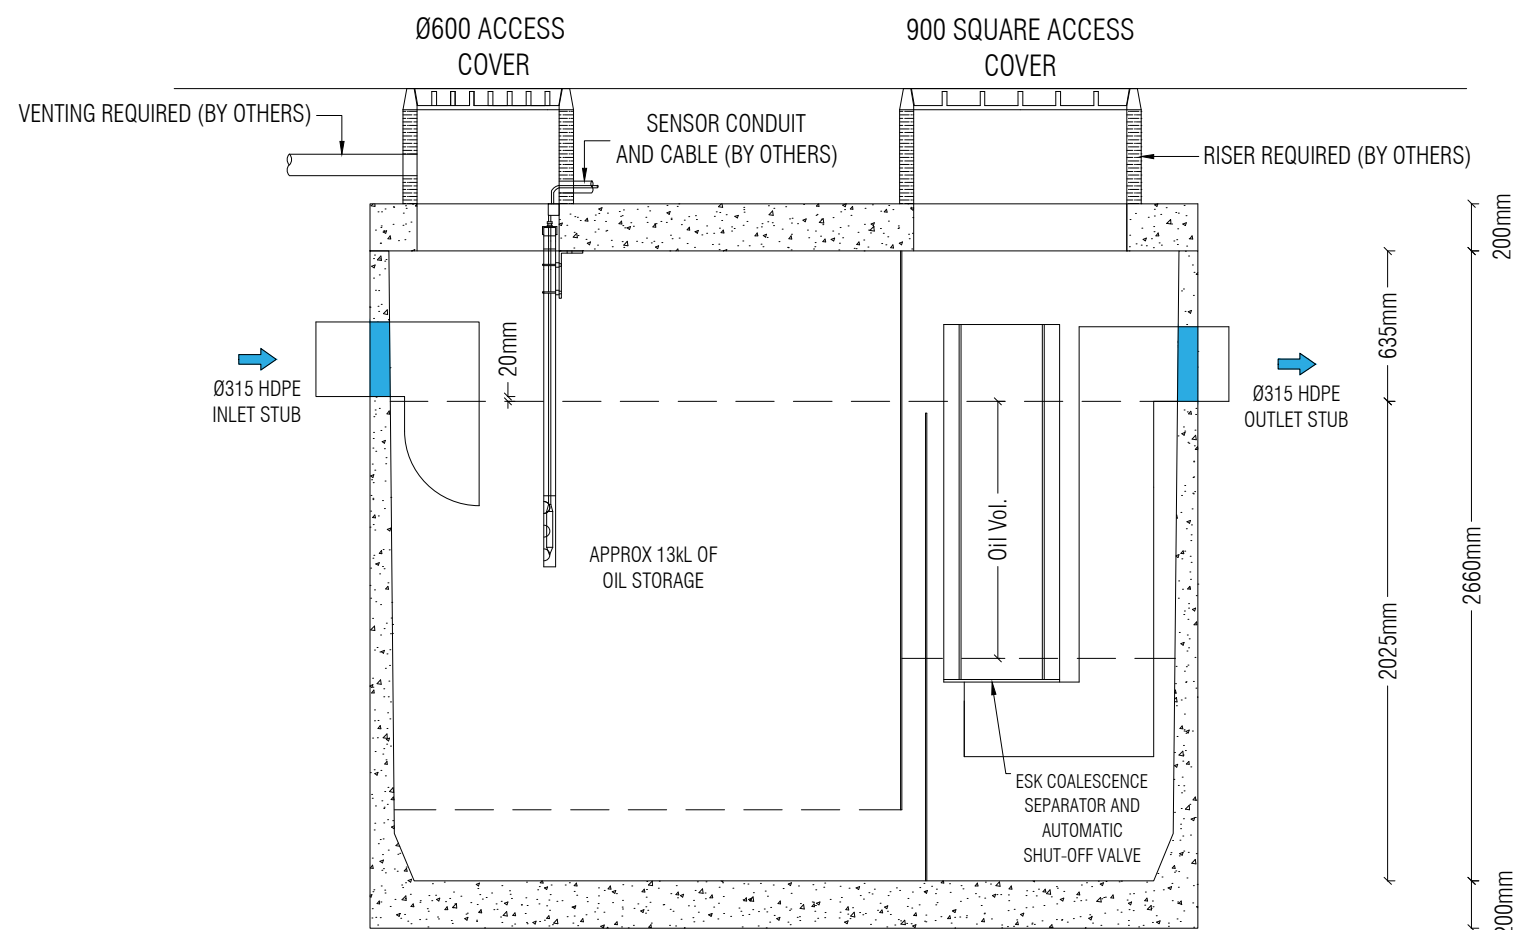 Ø600 ACCESS
COVER
900 SQUARE ACCESS
COVER
VENTING REQUIRED (BY OTHERS)
SENSOR CONDUIT
AND CABLE (BY OTHERS)
RISER REQUIRED (BY OTHERS)
200mm
635mm
20mm
Ø315 HDPE
INLET STUB
Ø315 HDPE
OUTLET STUB
Oil Vol.
APPROX 13kL OF
OIL STORAGE
2660mm
2025mm
ESK COALESCENCE
SEPARATOR AND
AUTOMATIC
SHUT-OFF VALVE
200mm